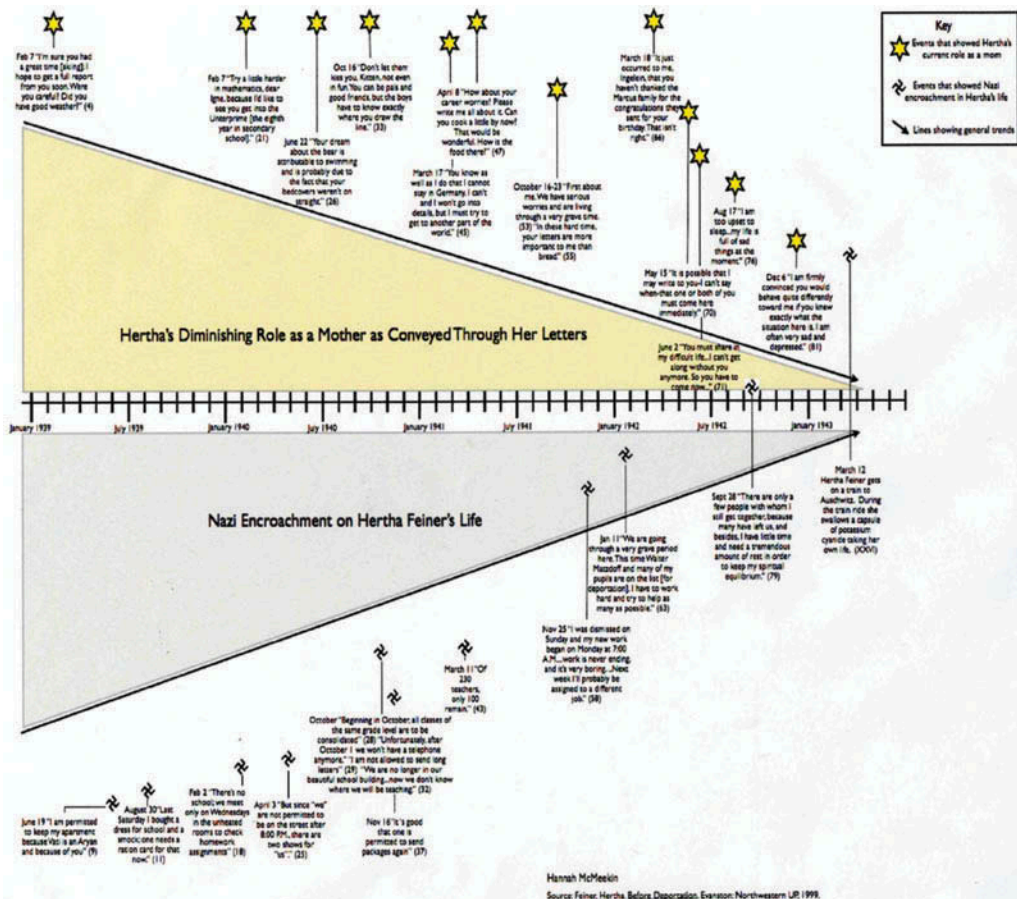 Key
Events that showed Hertha's
current role as a mom
Events that showed Nazi
encroachment in Hertha's life
Lines showing general trends
Feb 7 "I'm sure you had
a great time [skiing]. I
hope to get a full report
from you soon. Were
you careful? Did you
have good weather?" (4)
Feb 7 "Try a little harder
in mathematics, dear
Igne, because I'd like to
see you get into the
Unterprime [the eighth
year in secondary
school]." (21)
June 22 "Your dream
about the bear is
attributable to swimming
and is probably due to
the fact that your
bedcovers weren't on
straight." (26)
Oct 16 "Don't let them
kiss you, Kitten, not even
in fun. You can be pals and
good friends, but the boys
have to know exactly
where you draw the
line." (33)
March 17 "You know as
well as I do that I cannot
stay in Germany. I can't
and I won't go into
details, but I must try to
get to another part of the
world." (45)
April 8 "How about your
career worries? Please
write me all about it. Can
you cook a little by now?
That would be
wonderful. How is the
food there?" (47)
October 16-23 "First about
me. We have serious
worries and are living
through a very grave time.
(53) "In these hard time,
your letters are more
important to me than
bread." (55)
March 18 "It just
occurred to me,
Ingelein, that you
haven't thanked the
Marcus family for the
congratulations they
sent for your
birthday. That isn't
right." (66)
May 15 "It is possible that I
may write to you-I can't say
when-that one or both of you
must come here
immediately." (70)
June 2 "You must share in
my difficult life...I can't get
along without you
anymore. So you have to
come now..." (71)
Aug 17 "I am
too upset to
sleep...my life is
full of sad
things at the
moment." (76)
Dec 6 "I am firmly
convinced you would
behave quite differently
toward me if you knew
exactly what the
situation here is. I am
often very sad and
depressed." (81)
Hertha's Diminishing Role as a Mother as Conveyed Through Her Letters
January 1939
July 1939
January 1940
July 1940
January 1941
July 1941
January 1942
July 1942
January 1943
Nazi Encroachment on Hertha Feiner's Life
June 19 "I am permitted
to keep my apartment
because Vati is an Aryan
and because of you" (9)
August 30 "Last
Saturday I bought a
dress for school and a
smock; one needs a
ration card for that
now." (11)
Feb 2 "There's no
school; we meet
only on Wednesdays
in the unheated
rooms to check
homework
assignments" (18)
April 3 "But since "we"
are not permitted to
be on the street after
8:00 P.M., there are
two shows for
"us"..." (25)
October "Beginning in October, all classes of
the same grade level are to be
consolidated" (28) "Unfortunately, after
October 1 we won't have a telephone
anymore." "I am not allowed to send long
letters" (29) "We are no longer in our
beautiful school building...now we don't know
where we will be teaching" (32)
Nov 16 "It's good
that one is
permitted to send
packages again" (37)
March 11 "Of
230
teachers,
only 100
remain." (43)
Nov 25 "I was dismissed on
Sunday and my new work
began on Monday at 7:00
A.M....work is never ending,
and it's very boring...Next
week I'll probably be
assigned to a different
job." (58)
Jan 11 "We are going
through a very grave period
here. This time Walter
and many of my
pupils are on the list [for
deportation]. I have to work
hard and try to help as
many as possible." (63)
Sept 28 "There are only a
few people with whom I
still get together, because
many have left us, and
besides, I have little time
and need a tremendous
amount of rest in order to
keep my spiritual
equilibrium." (79)
March 12
Hertha Feiner gets
on a train to
Auschwitz. During
the train ride she
swallows a capsule
of potassium
cyanide taking her
own life. (XXVI)
Hannah McMeekin
Source: Feiner, Hertha. Before Deportation. Evanston: Northwestern UP, 1999.